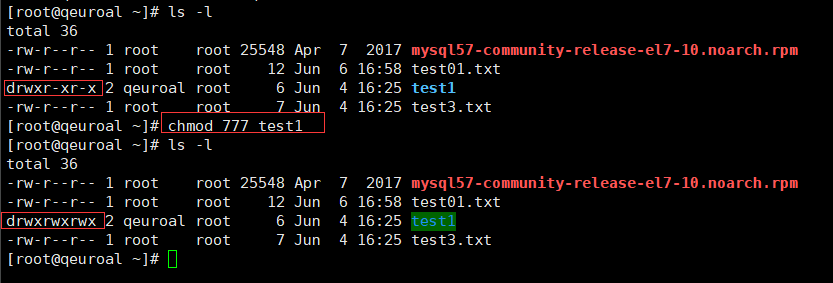 [root@qeuroal ~]# ls -l
total 36
-rw-r--r-- 1 root    root 25548 Apr  7  2017 mysql57-community-release-el7-10.noarch.rpm
-rw-r--r-- 1 root    root    12 Jun  6 16:58 test01.txt
drwxr-xr-x 2 qeuroal root     6 Jun  4 16:25 test1
-rw-r--r-- 1 root    root     7 Jun  4 16:25 test3.txt
[root@qeuroal ~]# chmod 777 test1
[root@qeuroal ~]# ls -l
total 36
-rw-r--r-- 1 root    root 25548 Apr  7  2017 mysql57-community-release-el7-10.noarch.rpm
-rw-r--r-- 1 root    root    12 Jun  6 16:58 test01.txt
drwxrwxrwx 2 qeuroal root     6 Jun  4 16:25 test1
-rw-r--r-- 1 root    root     7 Jun  4 16:25 test3.txt
[root@qeuroal ~]#